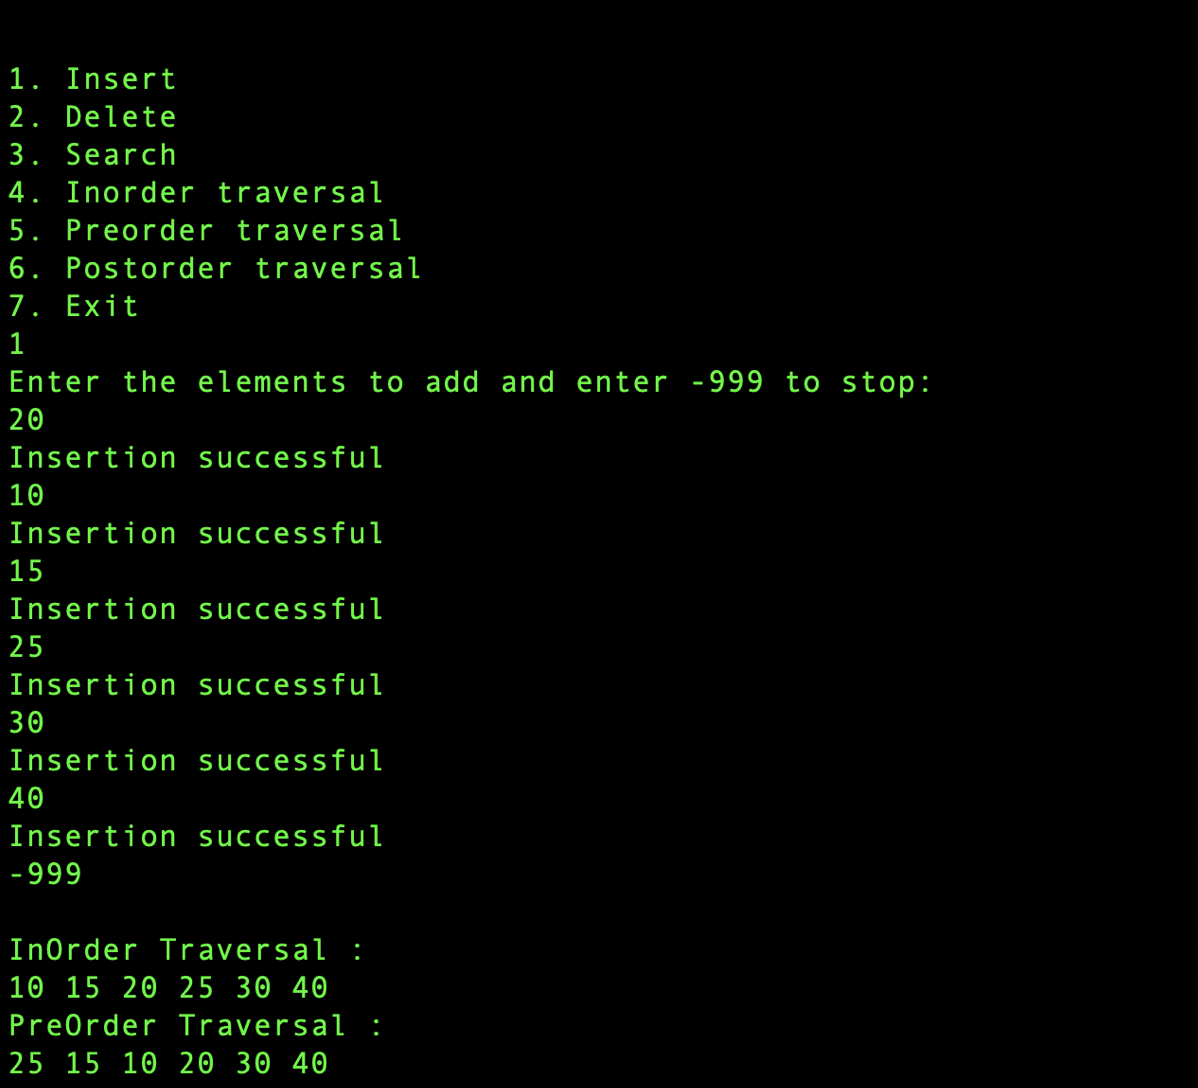 1. Insert
2. Delete
3. Search
4. Inorder traversal
5. Preorder traversal
6. Postorder traversal
7. Exit
1
Enter the elements to add and enter -999 to stop:
20
Insertion successful
10
Insertion successful
15
Insertion successful
25
Insertion successful
30
Insertion successful
40
Insertion successful
-999
InOrder Traversal :
10 15 20 25 30 40
PreOrder Traversal :
25 15 10 20 30 40